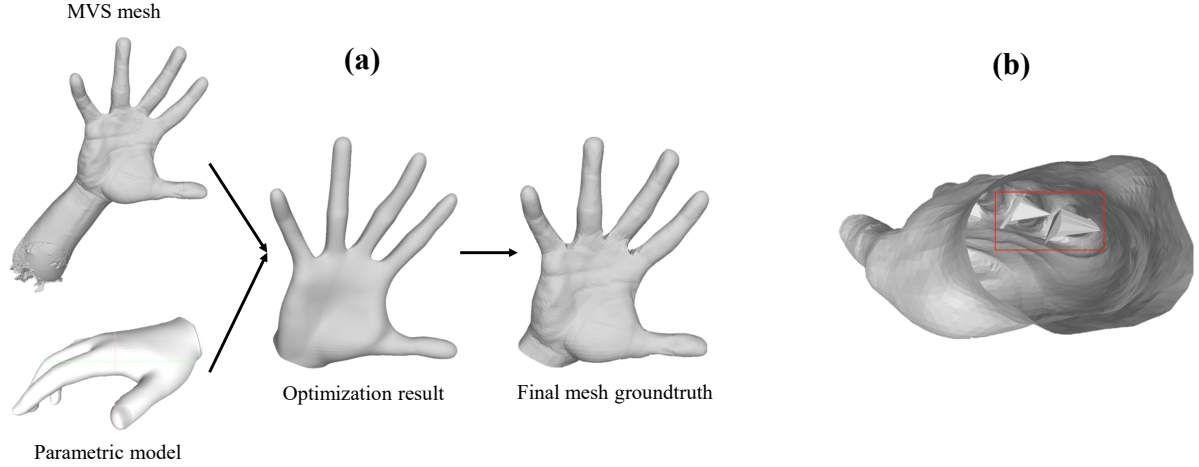 MVS mesh
(a)
(b)
Optimization result
Final mesh groundtruth
Parametric model